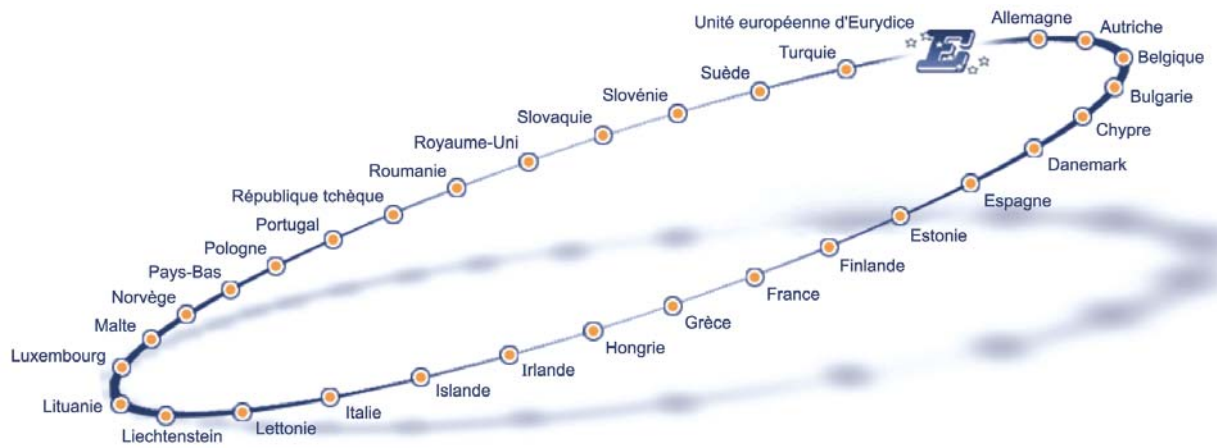 Unité européenne d'Eurydice
E
Allemagne
Autriche
Belgique
Bulgarie
Chypre
Danemark
Espagne
Estonie
Finlande
France
Grèce
Hongrie
Irlande
Islande
Italie
Lettonie
Liechtenstein
Lituanie
Luxembourg
Malte
Norvège
Pays-Bas
Pologne
Portugal
République tchèque
Roumanie
Royaume-Uni
Slovaquie
Slovénie
Suède
Turquie